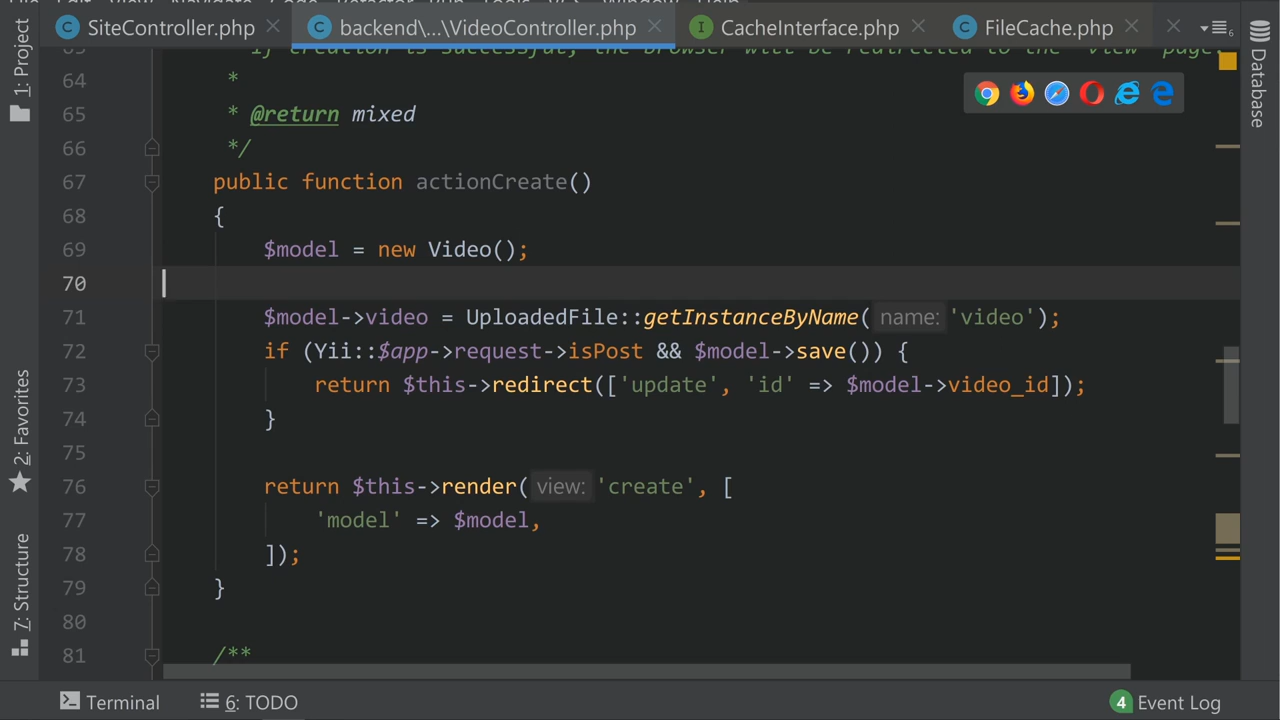 SiteController.php
backend\...\VideoController.php
CacheInterface.php
FileCache.php
6
1: Project
2: Favorites
7: Structure
Database
64 *
65 * @return mixed
66 */
67 public function actionCreate()
68 {
69 $model = new Video();
70
71 $model->video = UploadedFile::getInstanceByName( name: 'video');
72 if (Yii::$app->request->isPost && $model->save()) {
73 return $this->redirect(['update', 'id' => $model->video_id]);
74 }
75
76 return $this->render( view: 'create', [
77 'model' => $model,
78 ]);
79 }
80
81 /**
Terminal
6: TODO
4 Event Log